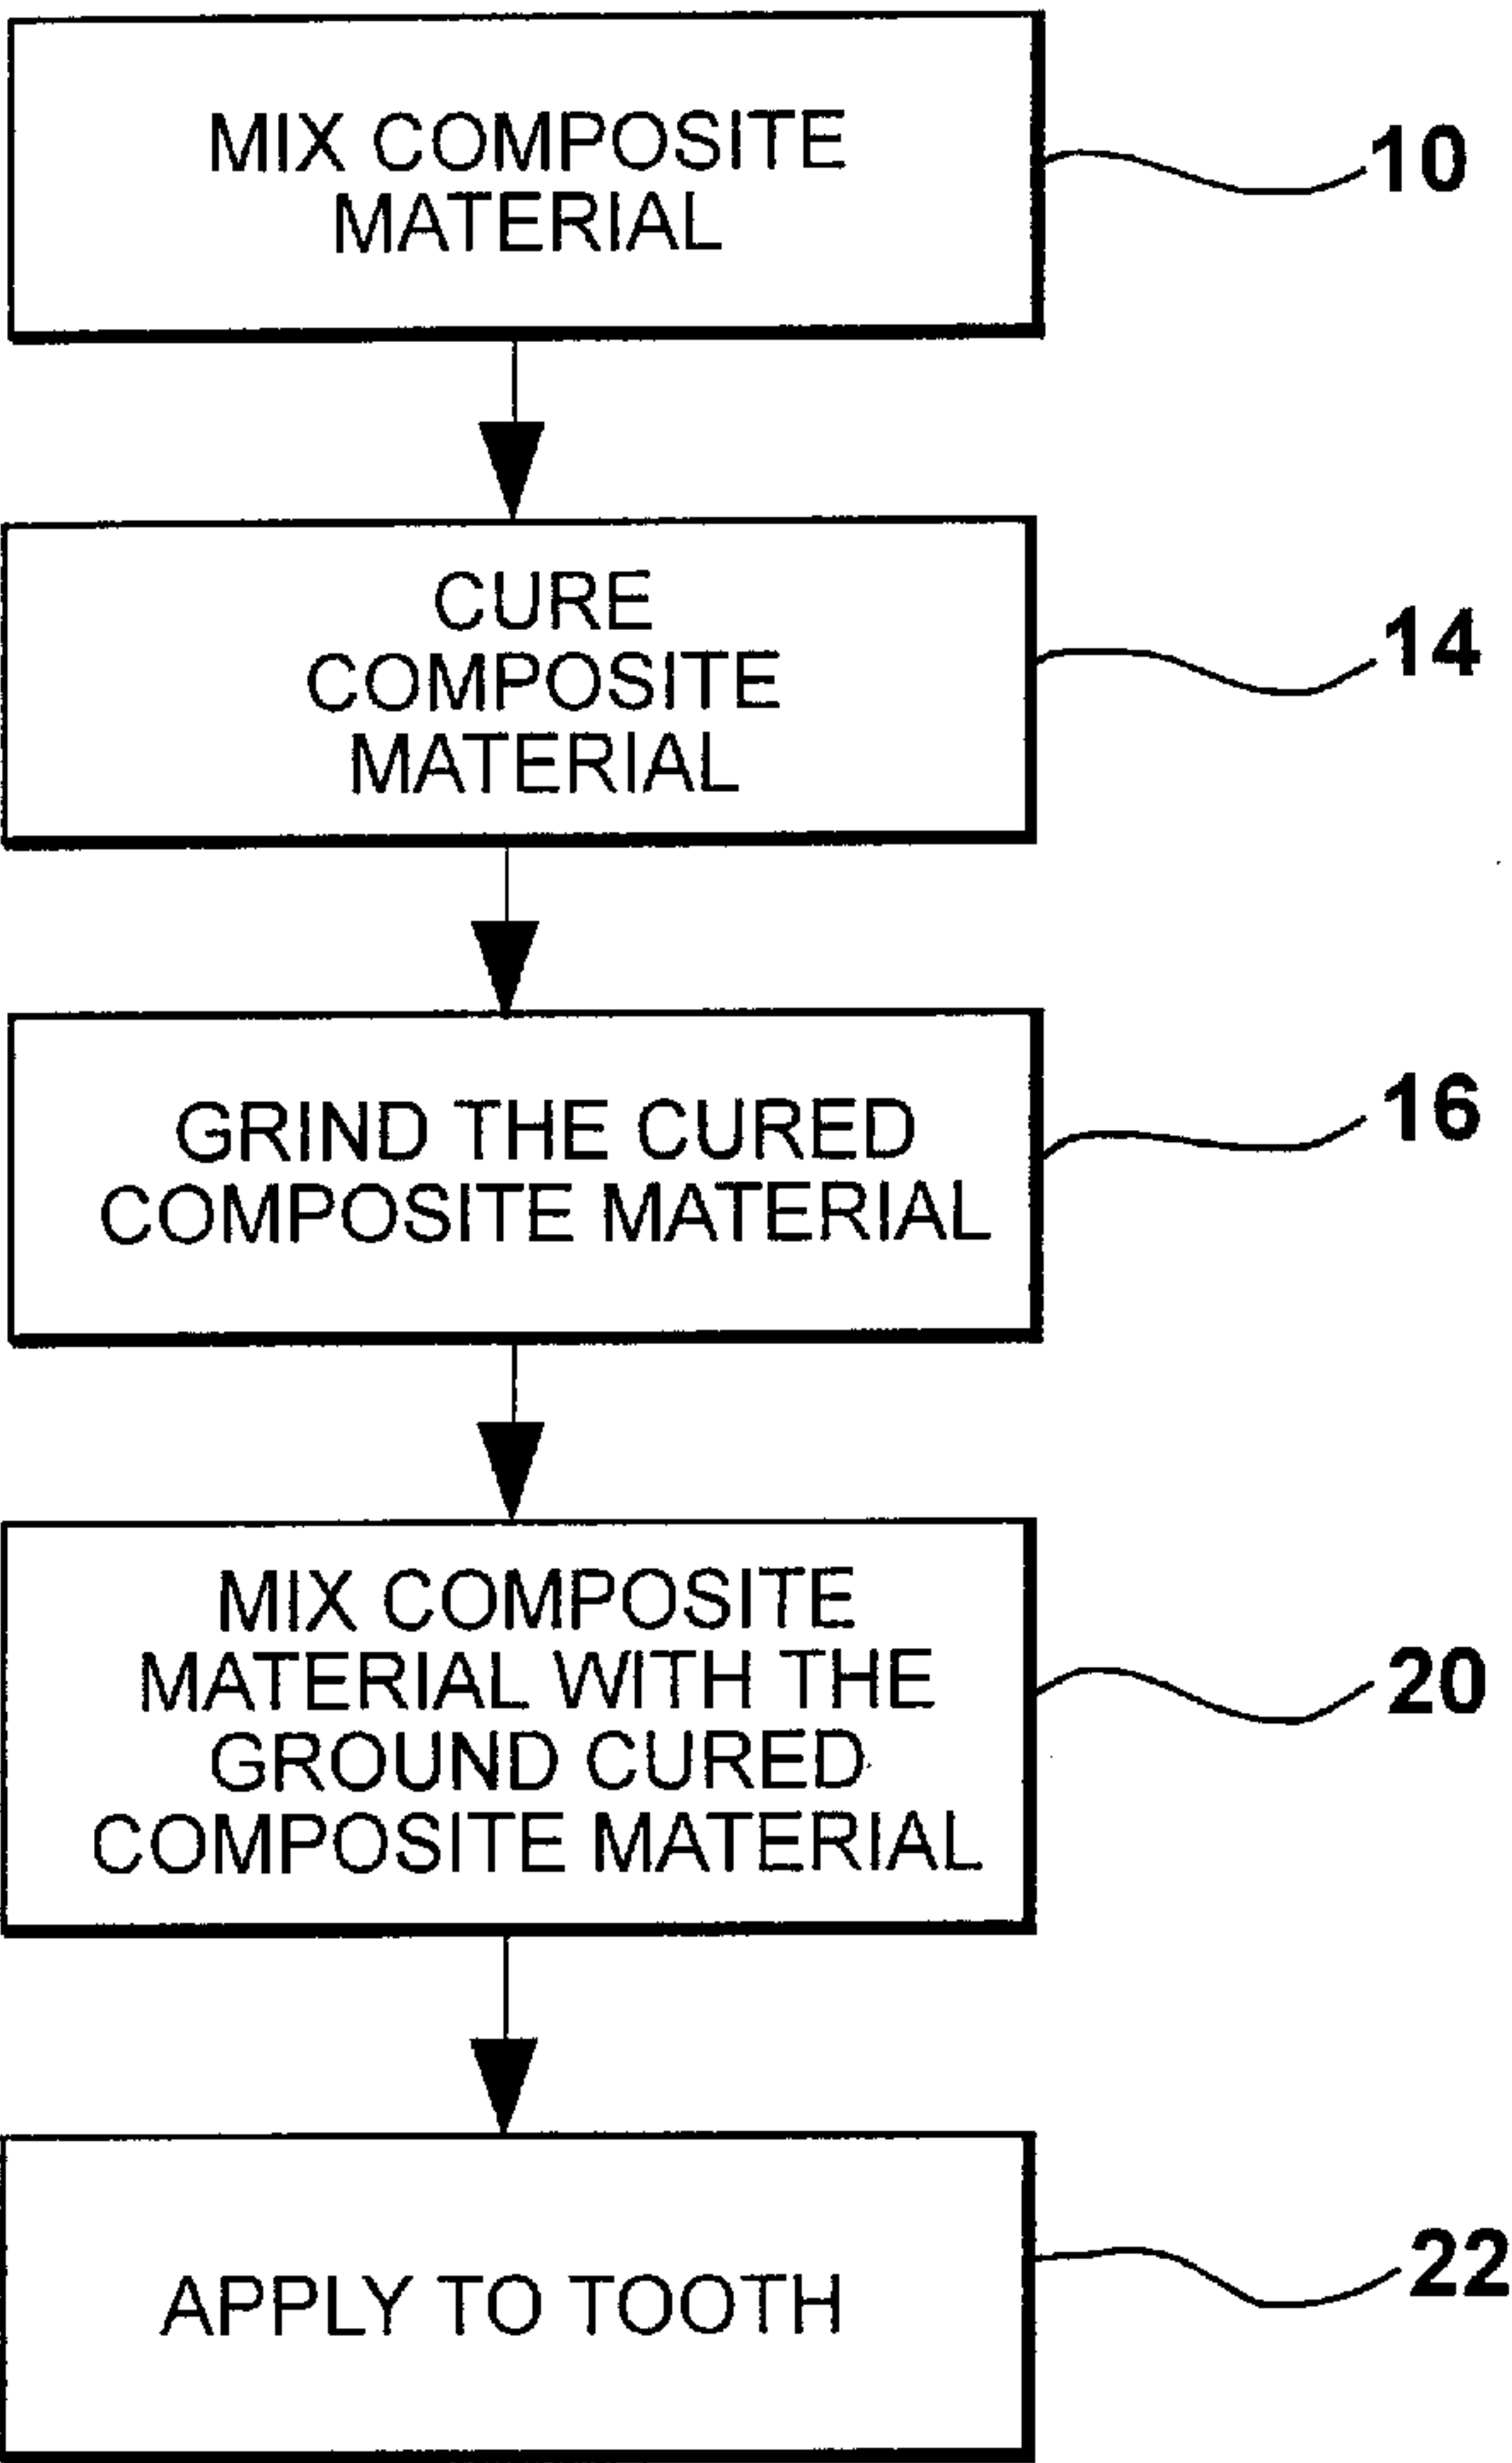 MIX COMPOSITE
MATERIAL
10
CURE
COMPOSITE
MATERIAL
14
GRIND THE CURED
COMPOSITE MATERIAL
16
MIX COMPOSITE
MATERIAL WITH THE
GROUND CURED
COMPOSITE MATERIAL
20
APPLY TO TOOTH
22